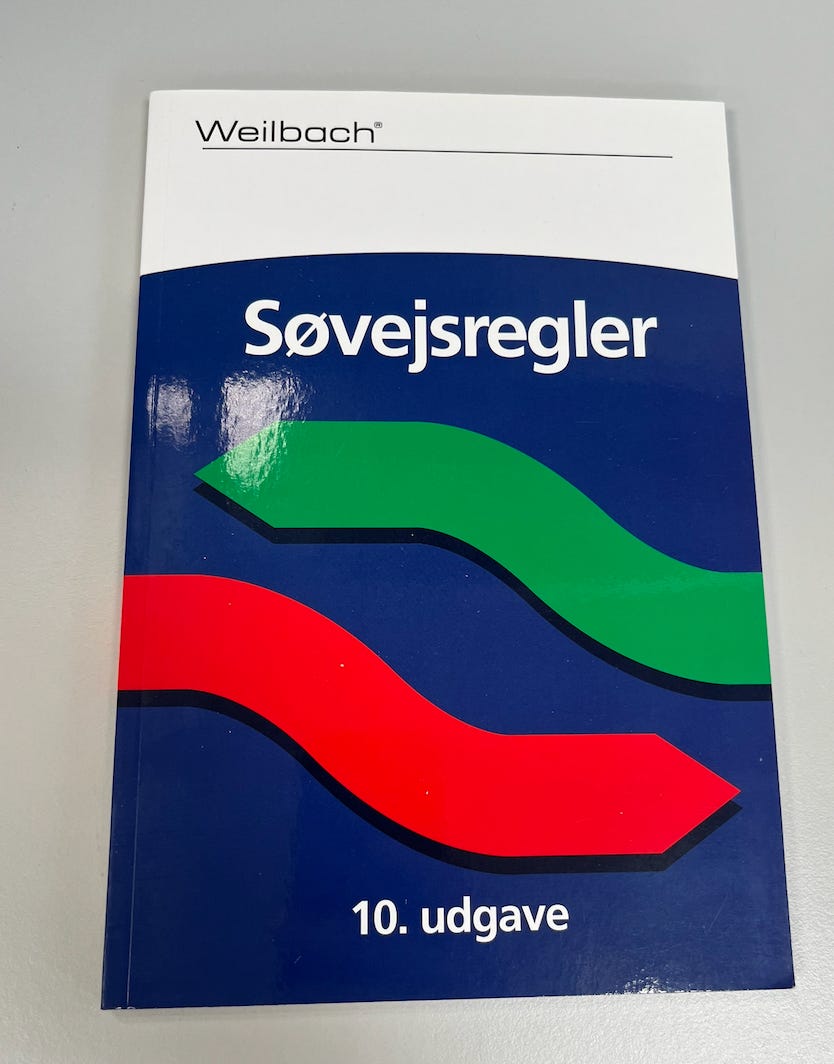 Weilbach®
Søvejsregler
10. udgave